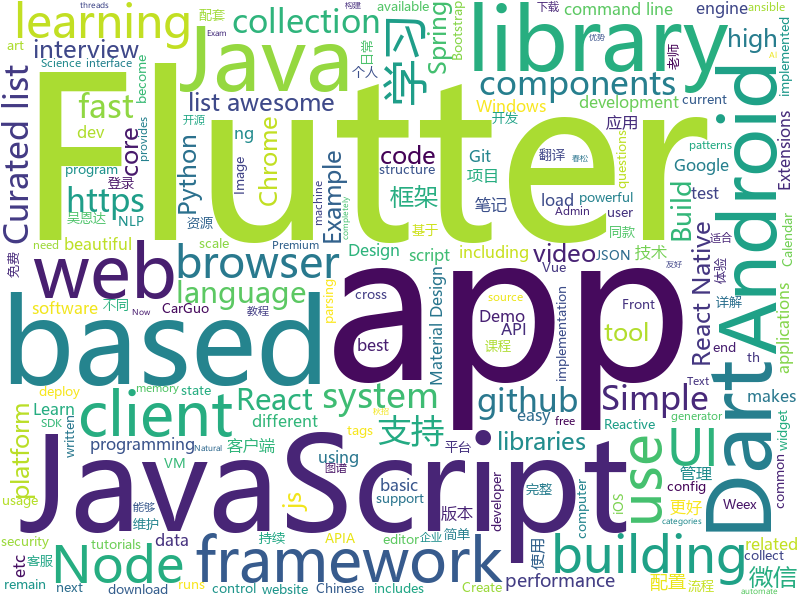 Flutter
app
JavaScript
based
library
Java
Android
Dart
web
framework
client
Node
building
components
browser
UI
use
learning
collection
Curated list
interview
fast
list awesome
language
system
React
github
Simple
支持
学习
https
core
dev
Python
Chrome
Example
Spring
high
command line
engine
development
Windows
code
Git
项目
框架
笔记
Build
video
tool
React Native
Extensions
applications
platform
programming
libraries
performance
微信
Material Design
Google
test
load
script
including
Design
API
Demo
JSON
Vue
Front
end
best
cross
implementation
source
课程
easy
js
Learn
different
state
deploy
software
beautiful
CarGuo
NLP
资源
登录
吴恩达
免费
不同
program
structure
Image
machine
scale
Premium
基于
Text
memory
written
using
VM
客户端
tags
basic
support
config
版本
平台
developer
iOS
Reactive
free
generator
widget
makes
th
详解
体验
Calendar
Admin
user
powerful
questions
翻译
春松
应用
开发
技术
同款
适合
老师
Bootstrap
下载
构建
优势
ansible
available
配套
日常
个人
art
Science
interface
become
provides
开源
Exam
threads
current
implemented
patterns
common
管理
更好
使用
简单
完整
computer
editor
企业
SDK
图谱
Natural
教程
Now
need
completely
parsing
data
维护
持续
客服
能够
流程
配置
Weex
related
collect
categories
automate
友好
next
download
control
website
Chinese
includes
Create
runs
APIA
security
tutorials
usage
remain
etc
ng
AI